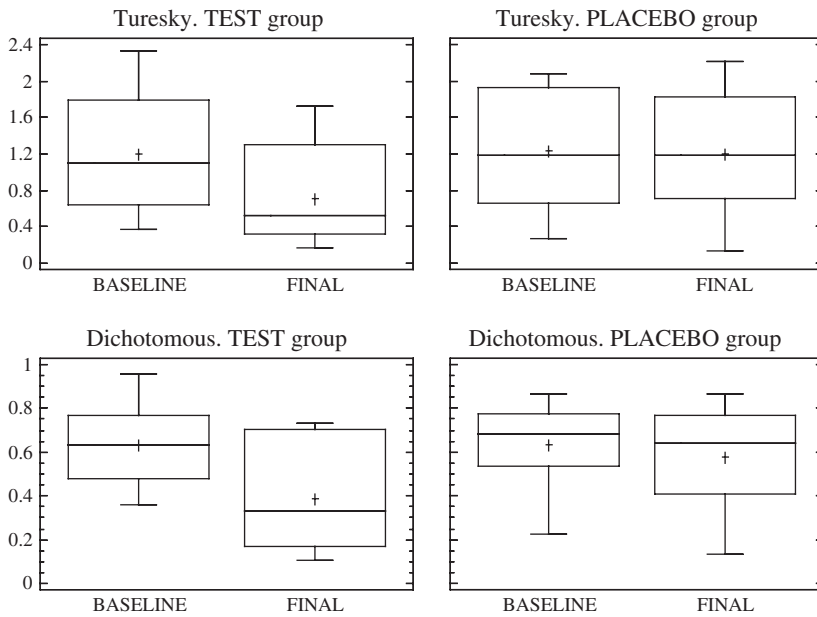 Turesky. TEST group
Turesky. PLACEBO group
2.4
2
1.6
1.2
0.8
0.4
0
BASELINE
FINAL
BASELINE
FINAL
Dichotomous. TEST group
Dichotomous. PLACEBO group
1
0.8
0.6
0.4
0.2
0
BASELINE
FINAL
BASELINE
FINAL